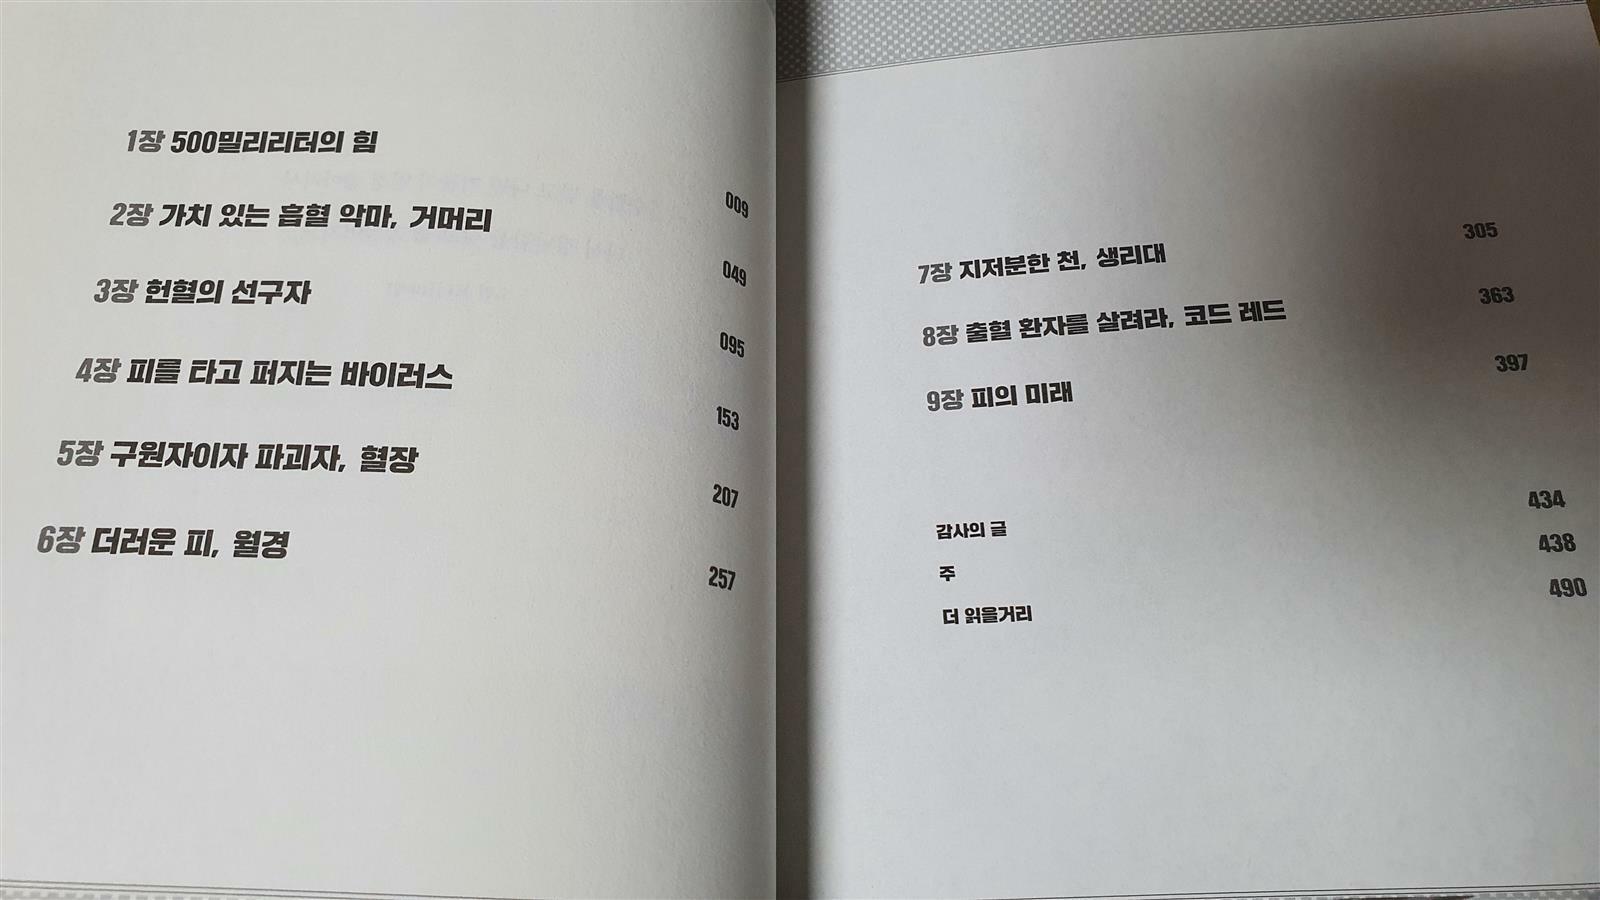 1장 500밀리리터의 힘 009
2장 가치 있는 흡혈 악마, 거머리 049
3장 헌혈의 선구자 095
4장 피를 타고 퍼지는 바이러스 153
5장 구원자이자 파괴자, 혈장 207
6장 더러운 피, 월경 257
7장 지저분한 천, 생리대 305
8장 출혈 환자를 살려라, 코드 레드 363
9장 피의 미래 397
감사의 글 434
주 438
더 읽을거리 490